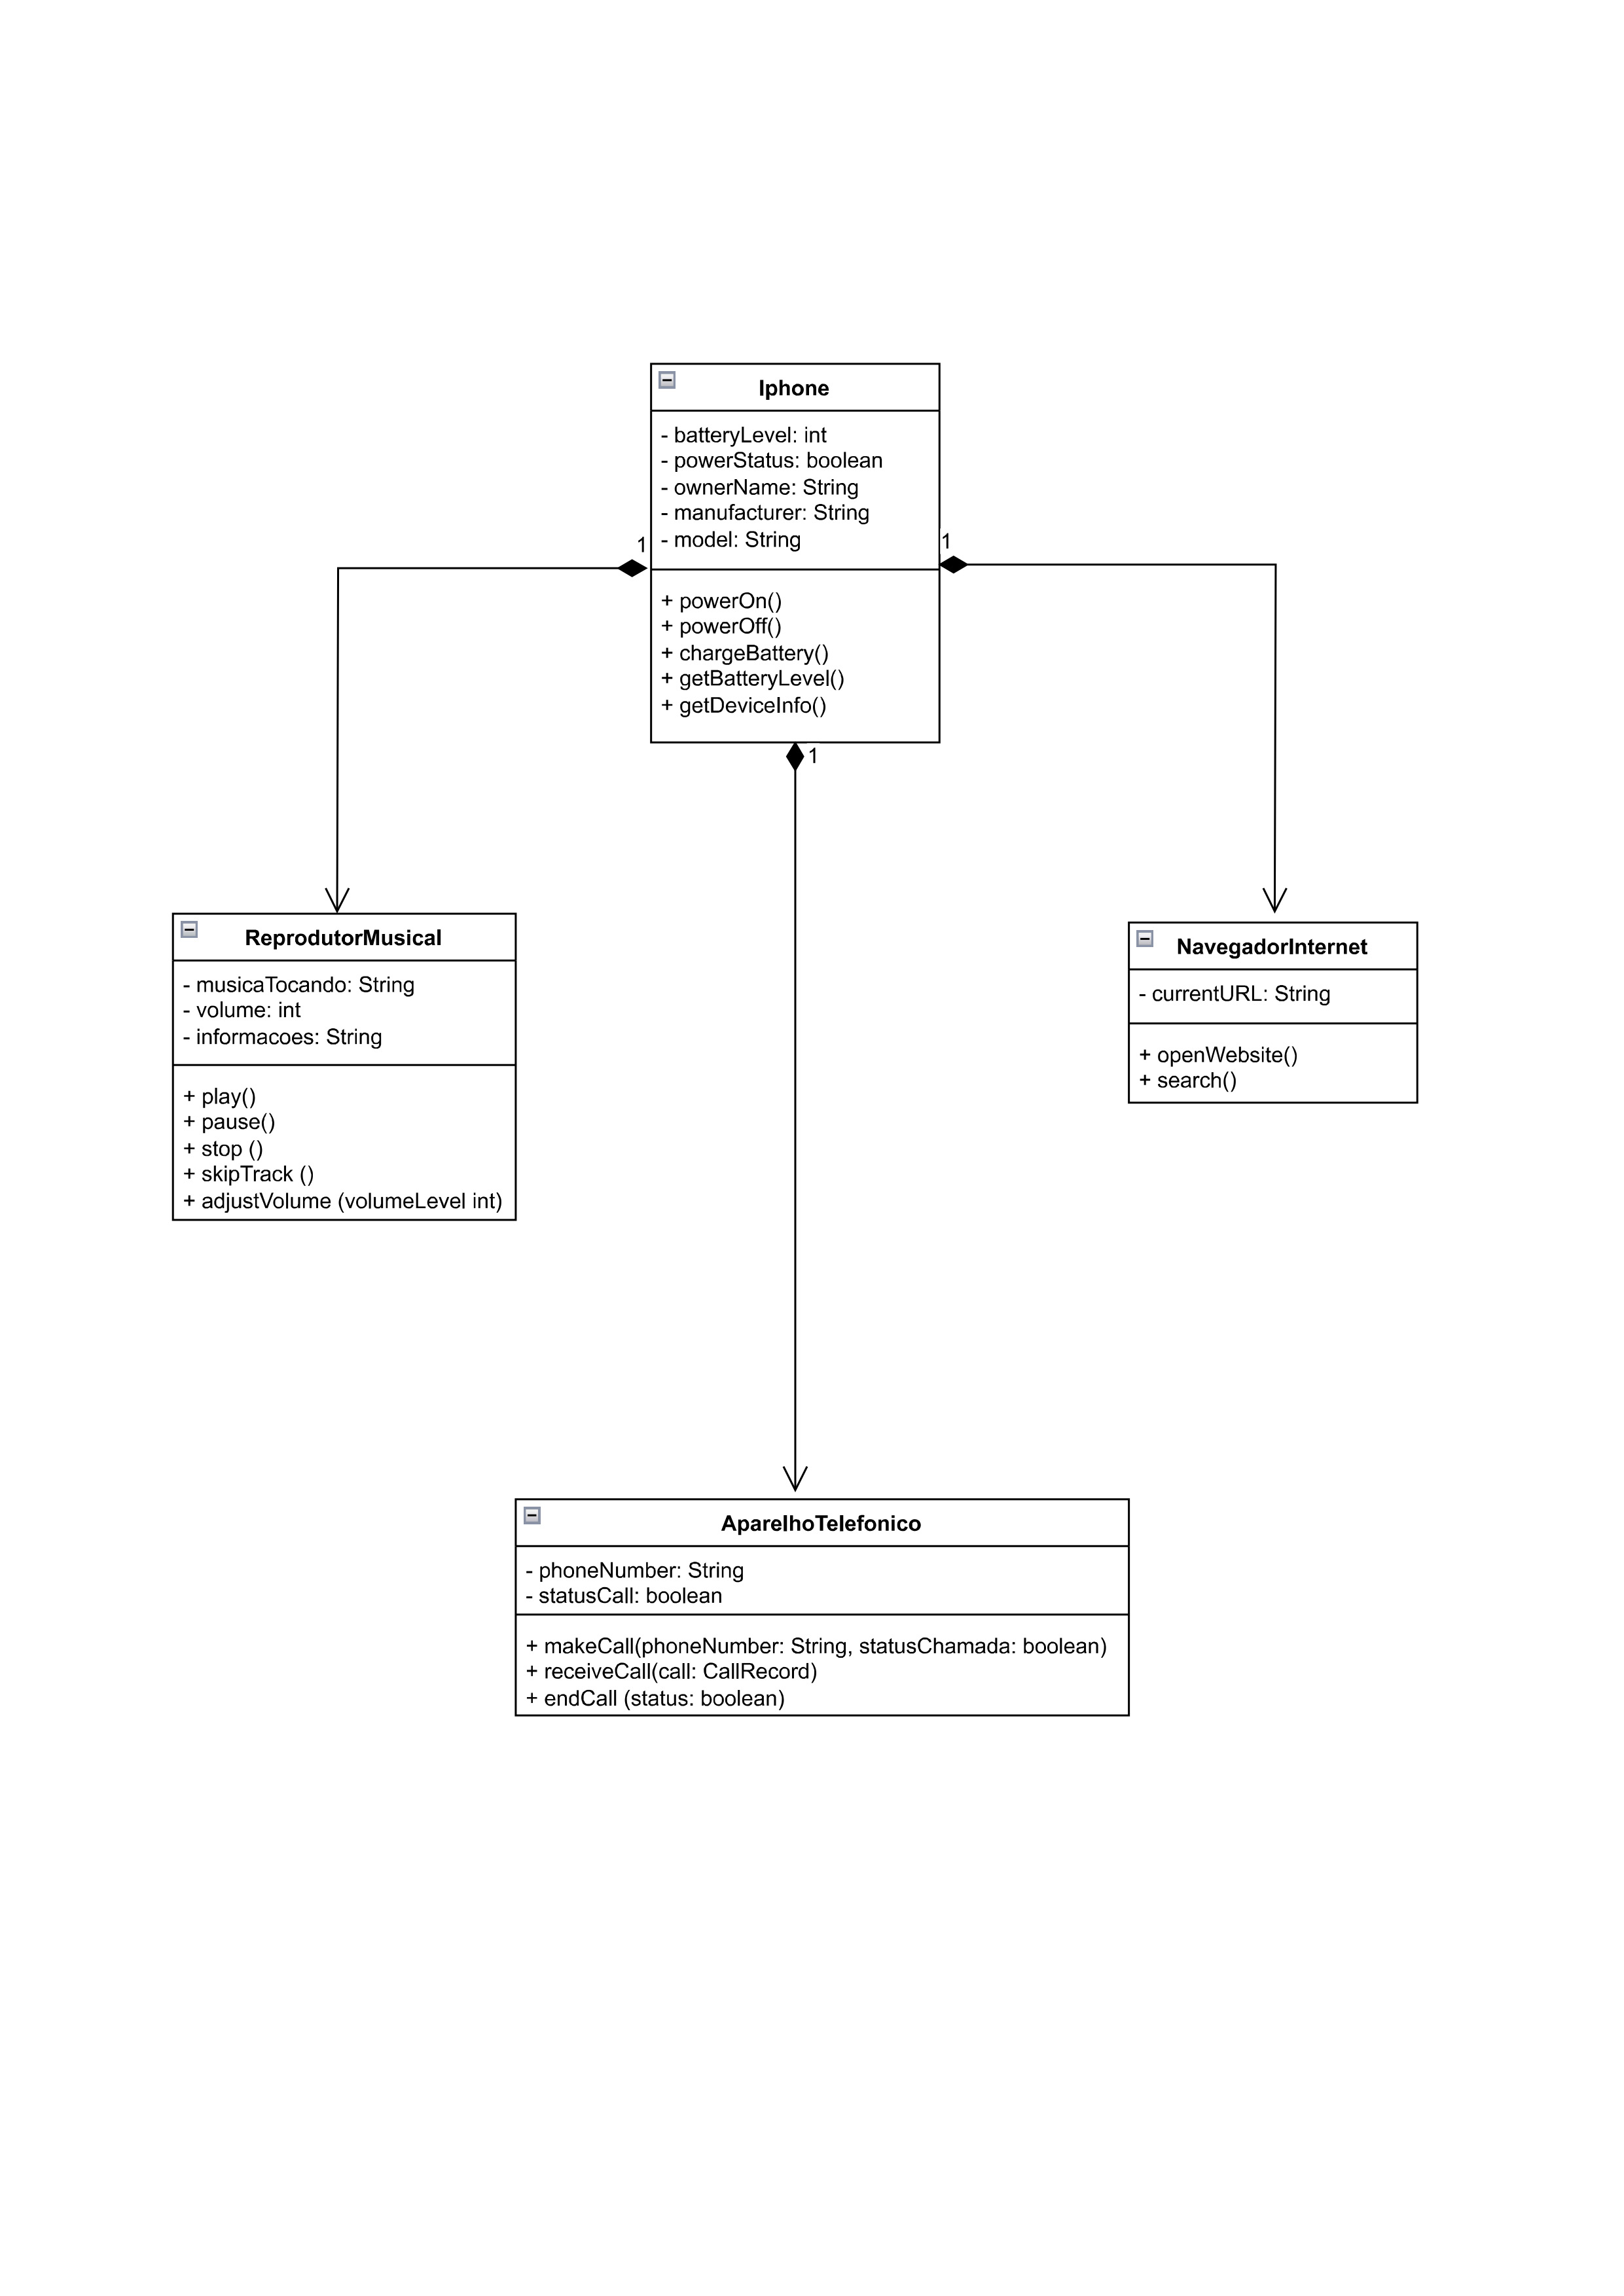 Iphone
- batteryLevel: int
- powerStatus: boolean
- ownerName: String
- manufacturer: String
- model: String
+ powerOn()
+ powerOff()
+ chargeBattery()
+ getBatteryLevel()
+ getDeviceInfo()
1
1
1
ReprodutorMusical
- musicaTocando: String
- volume: int
- informacoes: String
+ play()
+ pause()
+ stop ()
+ skipTrack ()
+ adjustVolume (volumeLevel int)
NavegadorInternet
- currentURL: String
+ openWebsite()
+ search()
AparelhoTelefonico
- phoneNumber: String
- statusCall: boolean
+ makeCall(phoneNumber: String, statusChamada: boolean)
+ receiveCall(call: CallRecord)
+ endCall (status: boolean)